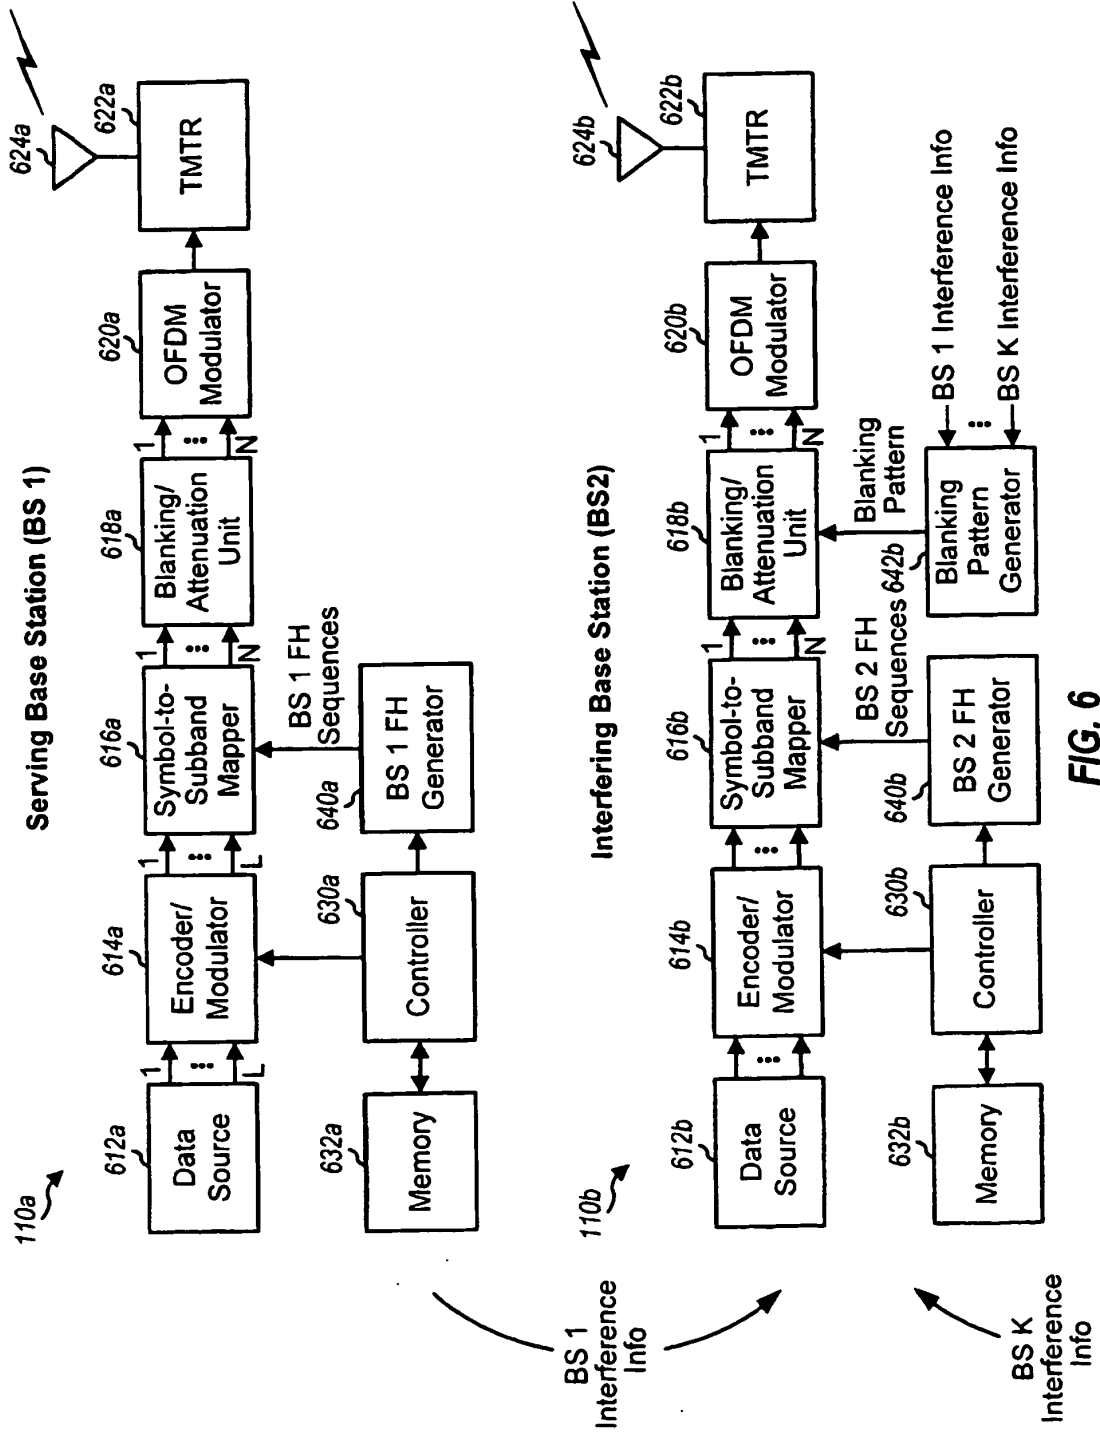 Serving Base Station (BS 1)
110a
612a
Data
Source
1
L
614a
Encoder/
Modulator
1
L
616a
Symbol-to-
Subband
Mapper
1
N
618a
Blanking/
Attenuation
Unit
1
N
620a
OFDM
Modulator
622a
TMTR
624a
632a
Memory
630a
Controller
640a
BS 1 FH
Generator
BS 1 FH
Sequences
BS 1
Interference
Info
Interfering Base Station (BS2)
110b
612b
Data
Source
614b
Encoder/
Modulator
616b
Symbol-to-
Subband
Mapper
1
N
618b
Blanking/
Attenuation
Unit
1
N
620b
OFDM
Modulator
622b
TMTR
624b
632b
Memory
630b
Controller
640b
BS 2 FH
Generator
BS 2 FH
Sequences
642b
Blanking
Pattern
Generator
Blanking
Pattern
BS 1 Interference Info
BS K Interference Info
BS K
Interference
Info
FIG. 6